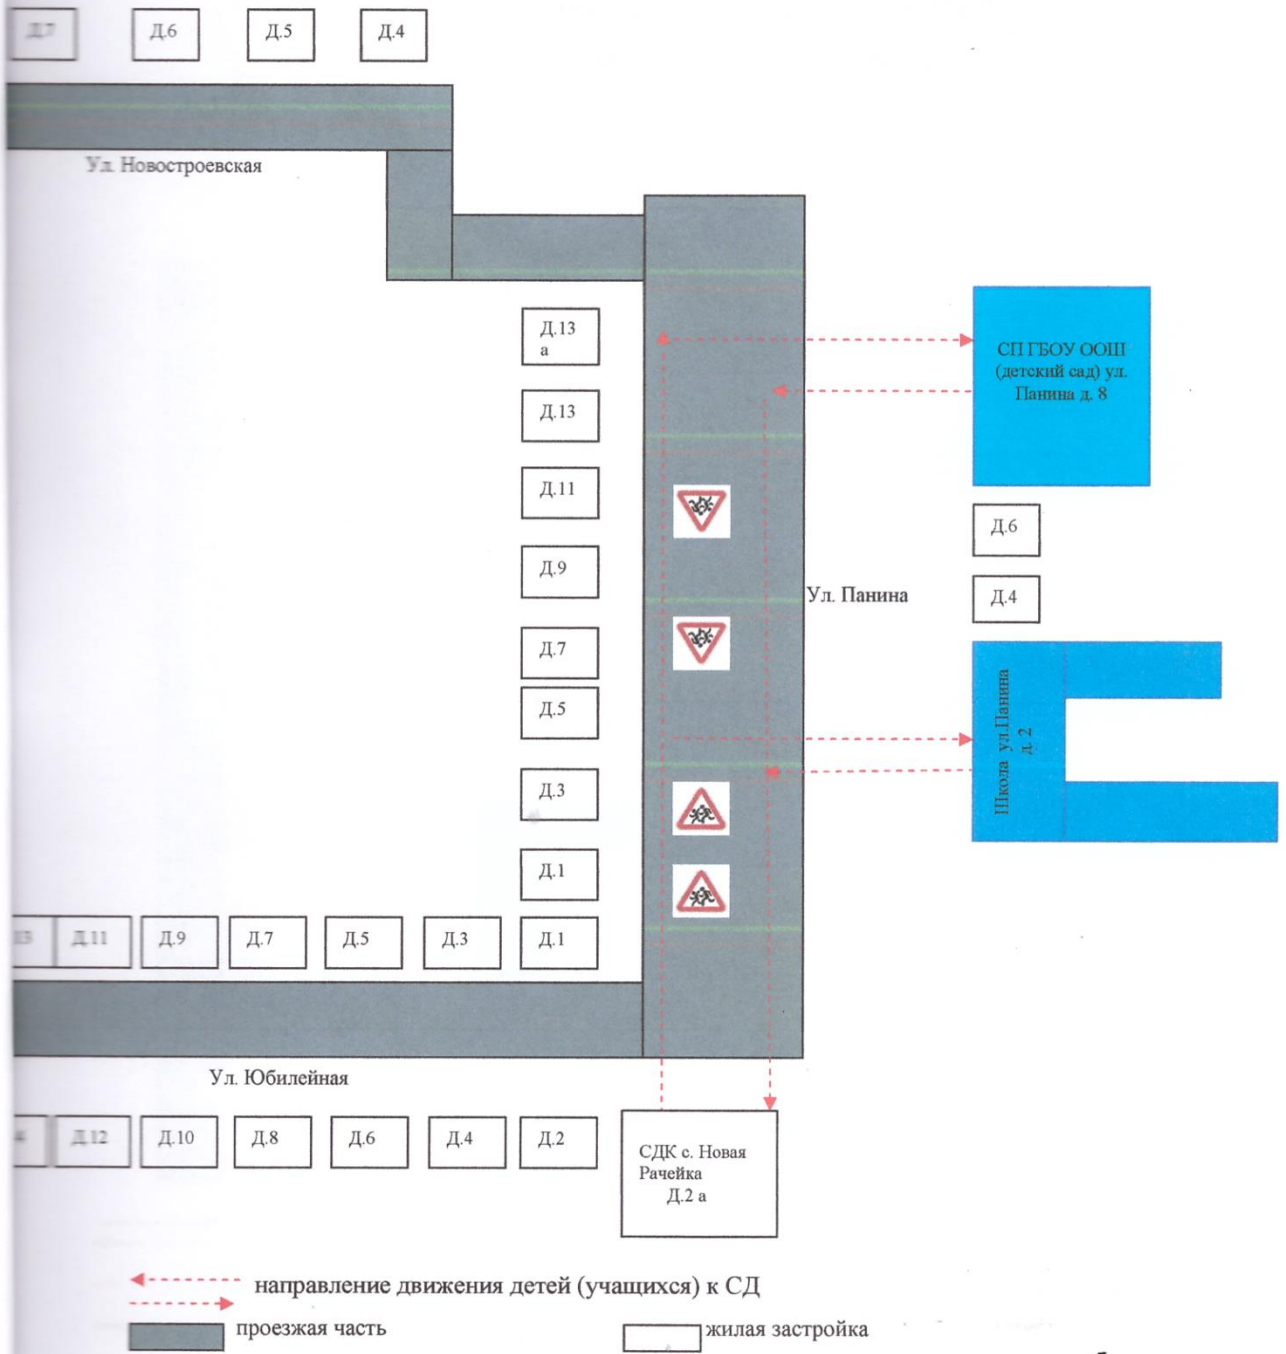 Д.7
Д.6
Д.5
Д.4
Ул. Новостроевская
Д.13
а
Д.13
Д.11
Д.9
Д.7
Д.5
Д.3
Д.1
СП ГБОУ ООШ
(детский сад) ул.
Панина д. 8
Д.6
Д.4
Ул. Панина
Школа ул.Панина
д. 2
13
Д.11
Д.9
Д.7
Д.5
Д.3
Д.1
Ул. Юбилейная
4
Д.12
Д.10
Д.8
Д.6
Д.4
Д.2
СДК с. Новая
Рачейка
Д.2 а
направление движения детей (учащихся) к СД
проезжая часть
жилая застройка